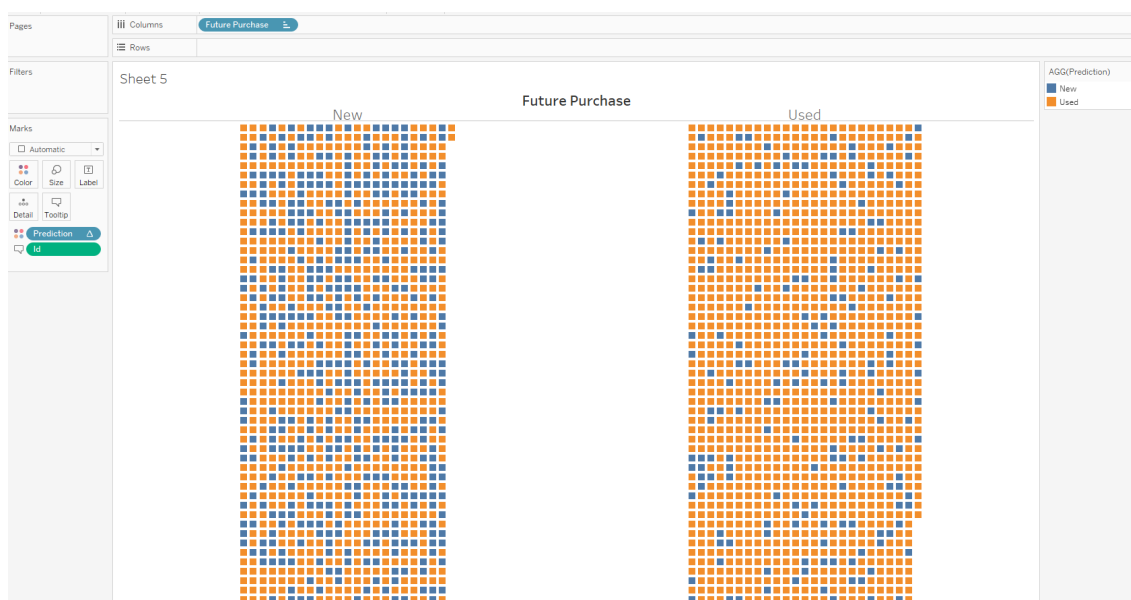 Pages
Columns
Future Purchase
Rows
Filters
Sheet 5
AGG(Prediction)
New
Used
Future Purchase
New
Used
Marks
Automatic
Color
Size
Label
Detail
Tooltip
Prediction
Id